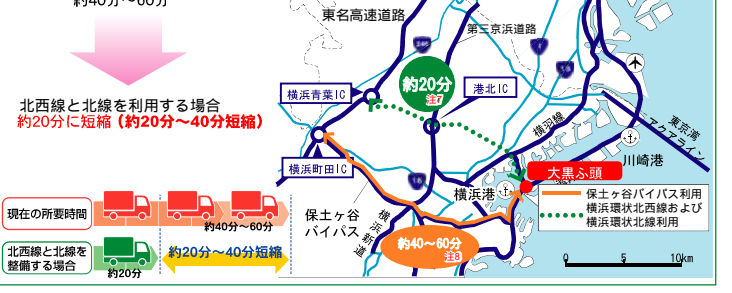 約40分～60分
北西線と北線を利用する場合
約20分に短縮（約20分～40分短縮）
現在の所要時間
約40分～60分
北西線と北線を
整備する場合
約20分～40分短縮
約20分
東名高速道路
第三京浜道路
横浜青葉IC
約20分
注7
港北IC
横浜町田IC
横羽線
東京湾
アクアライン
川崎港
大黒ふ頭
横浜港
保土ヶ谷
バイパス
横浜新道
約40～60分
注8
保土ヶ谷バイパス利用
横浜環状北西線および
横浜環状北線利用
0 5 10km